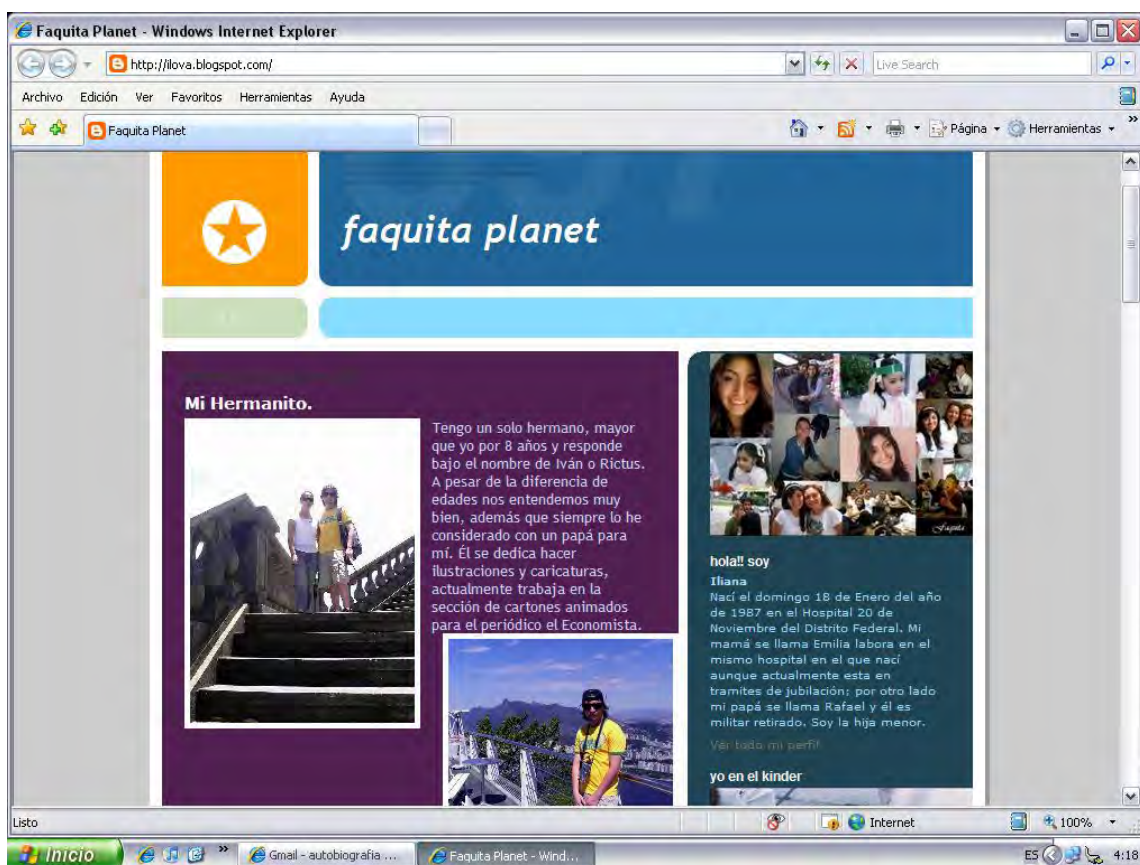 Faquita Planet - Windows Internet Explorer
http://ilova.blogspot.com/
Live Search
Archivo Edición Ver Favoritos Herramientas Ayuda
Faquita Planet
Página
Herramientas
faquita planet
Mi Hermanito.
Tengo un solo hermano, mayor
que yo por 8 años y responde
bajo el nombre de Iván o Rictus.
A pesar de la diferencia de
edades nos entendemos muy
bien, además que siempre lo he
considerado con un papá para
mí. Él se dedica hacer
ilustraciones y caricaturas,
actualmente trabaja en la
sección de cartones animados
para el periódico el Economista.
Faquita
hola!! soy
Iliana
Nací el domingo 18 de Enero del año
de 1987 en el Hospital 20 de
Noviembre del Distrito Federal. Mi
mamá se llama Emilia labora en el
mismo hospital en el que nací
aunque actualmente esta en
tramites de jubilación; por otro lado
mi papá se llama Rafael y él es
militar retirado. Soy la hija menor.
Ver todo mi perfil
yo en el kinder
Listo
Internet
100%
Inicio
Gmail - autobiografia ...
Faquita Planet - Wind...
ES
4:18